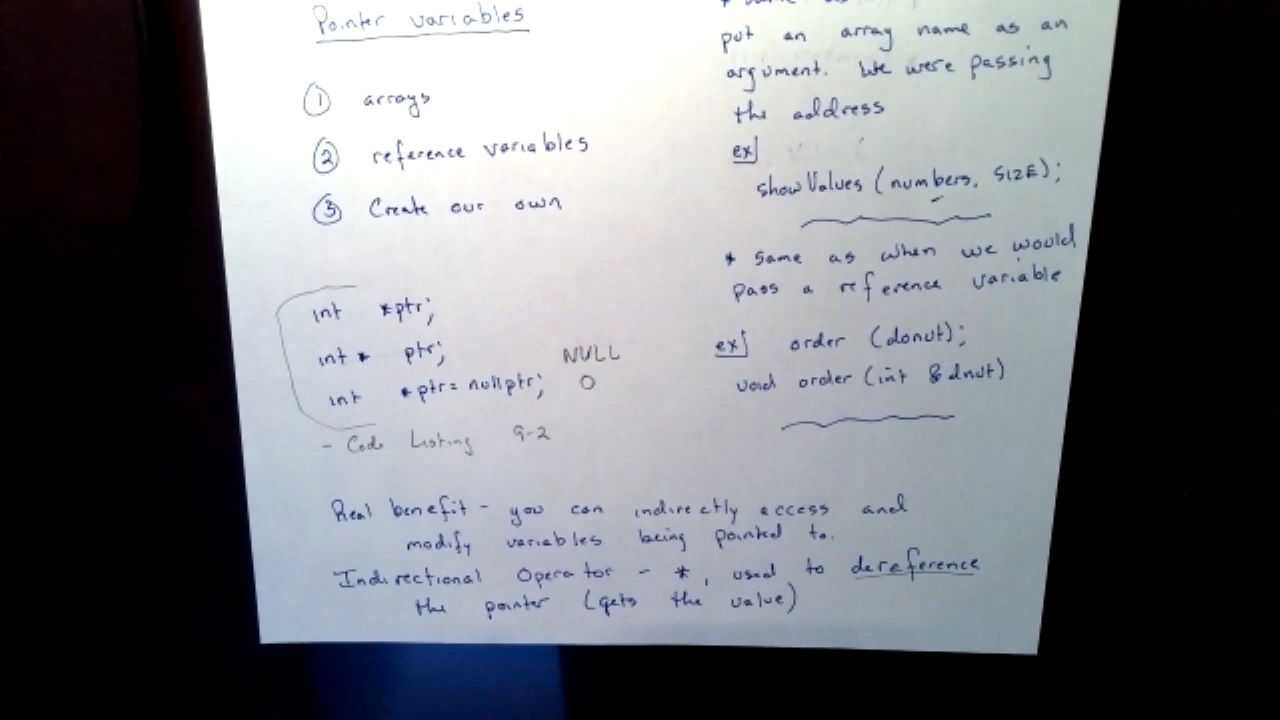 Pointer variables
① arrays
② reference variables
③ Create our own
int *ptr;
int * ptr;
int *ptr = nullptr;
NULL
0
- Code Listing 9-2
put an array name as an
argument. We were passing
the address
ex]
showValues (numbers, SIZE);
* Same as when we would
pass a reference variable
ex] order (donut);
void order (int &dnut)
Real benefit - you can indirectly access and
modify variables being pointed to.
Indirectional Operator - *, used to dereference
the pointer (gets the value)